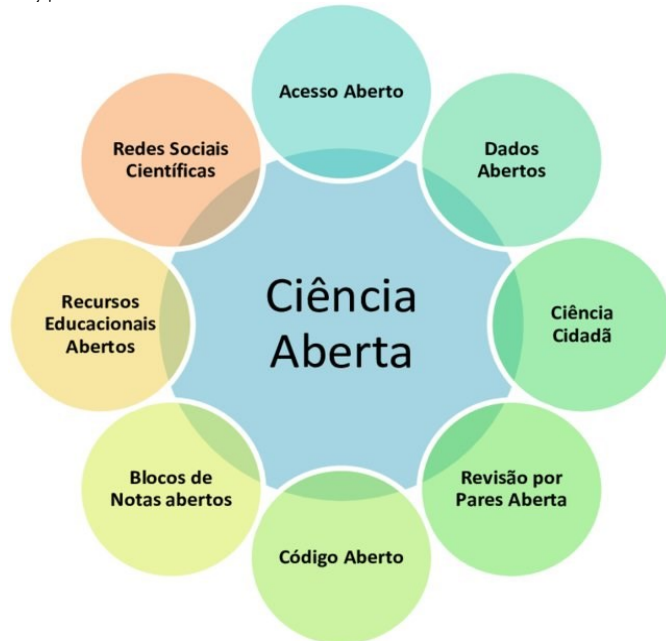 Acesso Aberto
Dados
Abertos
Ciência
Cidadã
Revisão por
Pares Aberta
Código Aberto
Blocos de
Notas abertos
Recursos
Educacionais
Abertos
Redes Sociais
Científicas
Ciência
Aberta